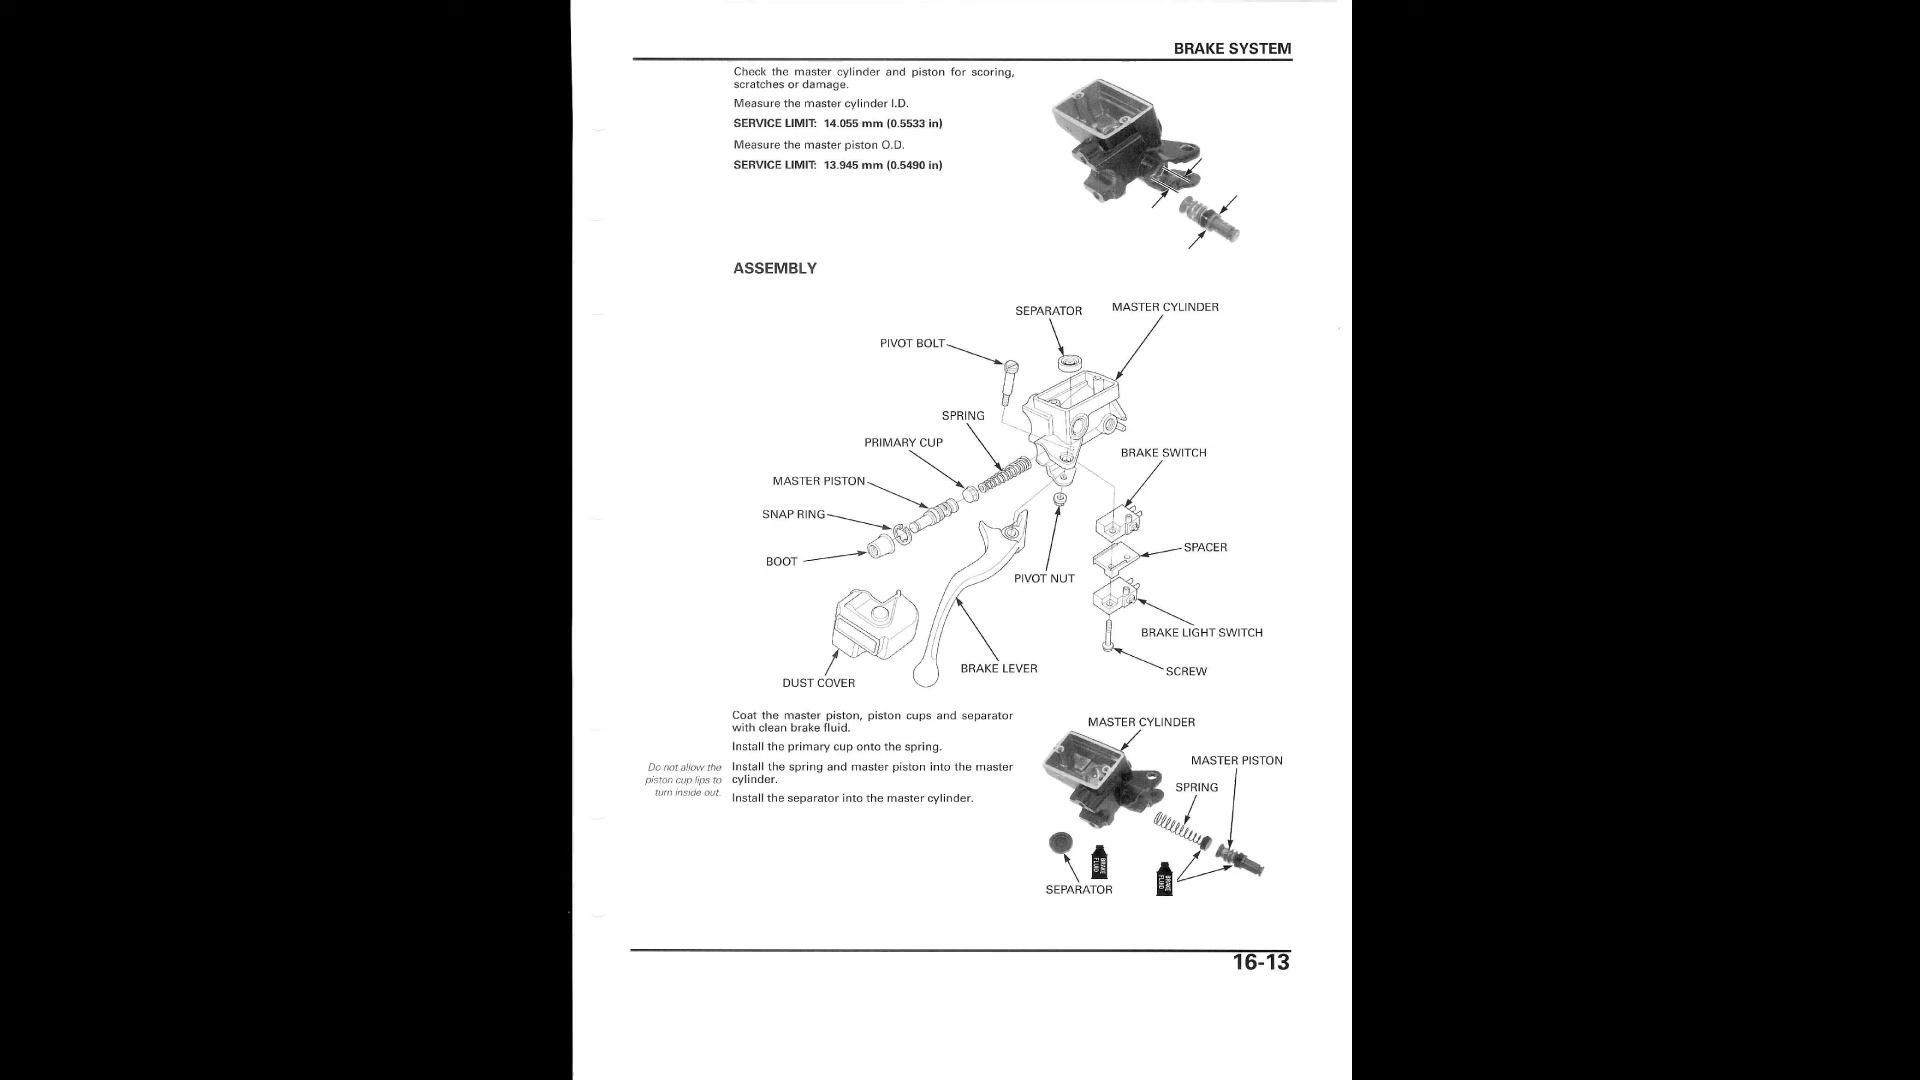 BRAKE SYSTEM
Check the master cylinder and piston for scoring,
scratches or damage.
Measure the master cylinder I.D.
SERVICE LIMIT: 14.055 mm (0.5533 in)
Measure the master piston O.D.
SERVICE LIMIT: 13.945 mm (0.5490 in)
ASSEMBLY
SEPARATOR
MASTER CYLINDER
PIVOT BOLT
SPRING
PRIMARY CUP
BRAKE SWITCH
MASTER PISTON
SNAP RING
SPACER
BOOT
PIVOT NUT
BRAKE LIGHT SWITCH
BRAKE LEVER
SCREW
DUST COVER
Coat the master piston, piston cups and separator
with clean brake fluid.
Install the primary cup onto the spring.
Do not allow the
piston cup lips to
turn inside out.
Install the spring and master piston into the master
cylinder.
Install the separator into the master cylinder.
MASTER CYLINDER
MASTER PISTON
SPRING
BRAKE
FLUID
BRAKE
FLUID
SEPARATOR
16-13